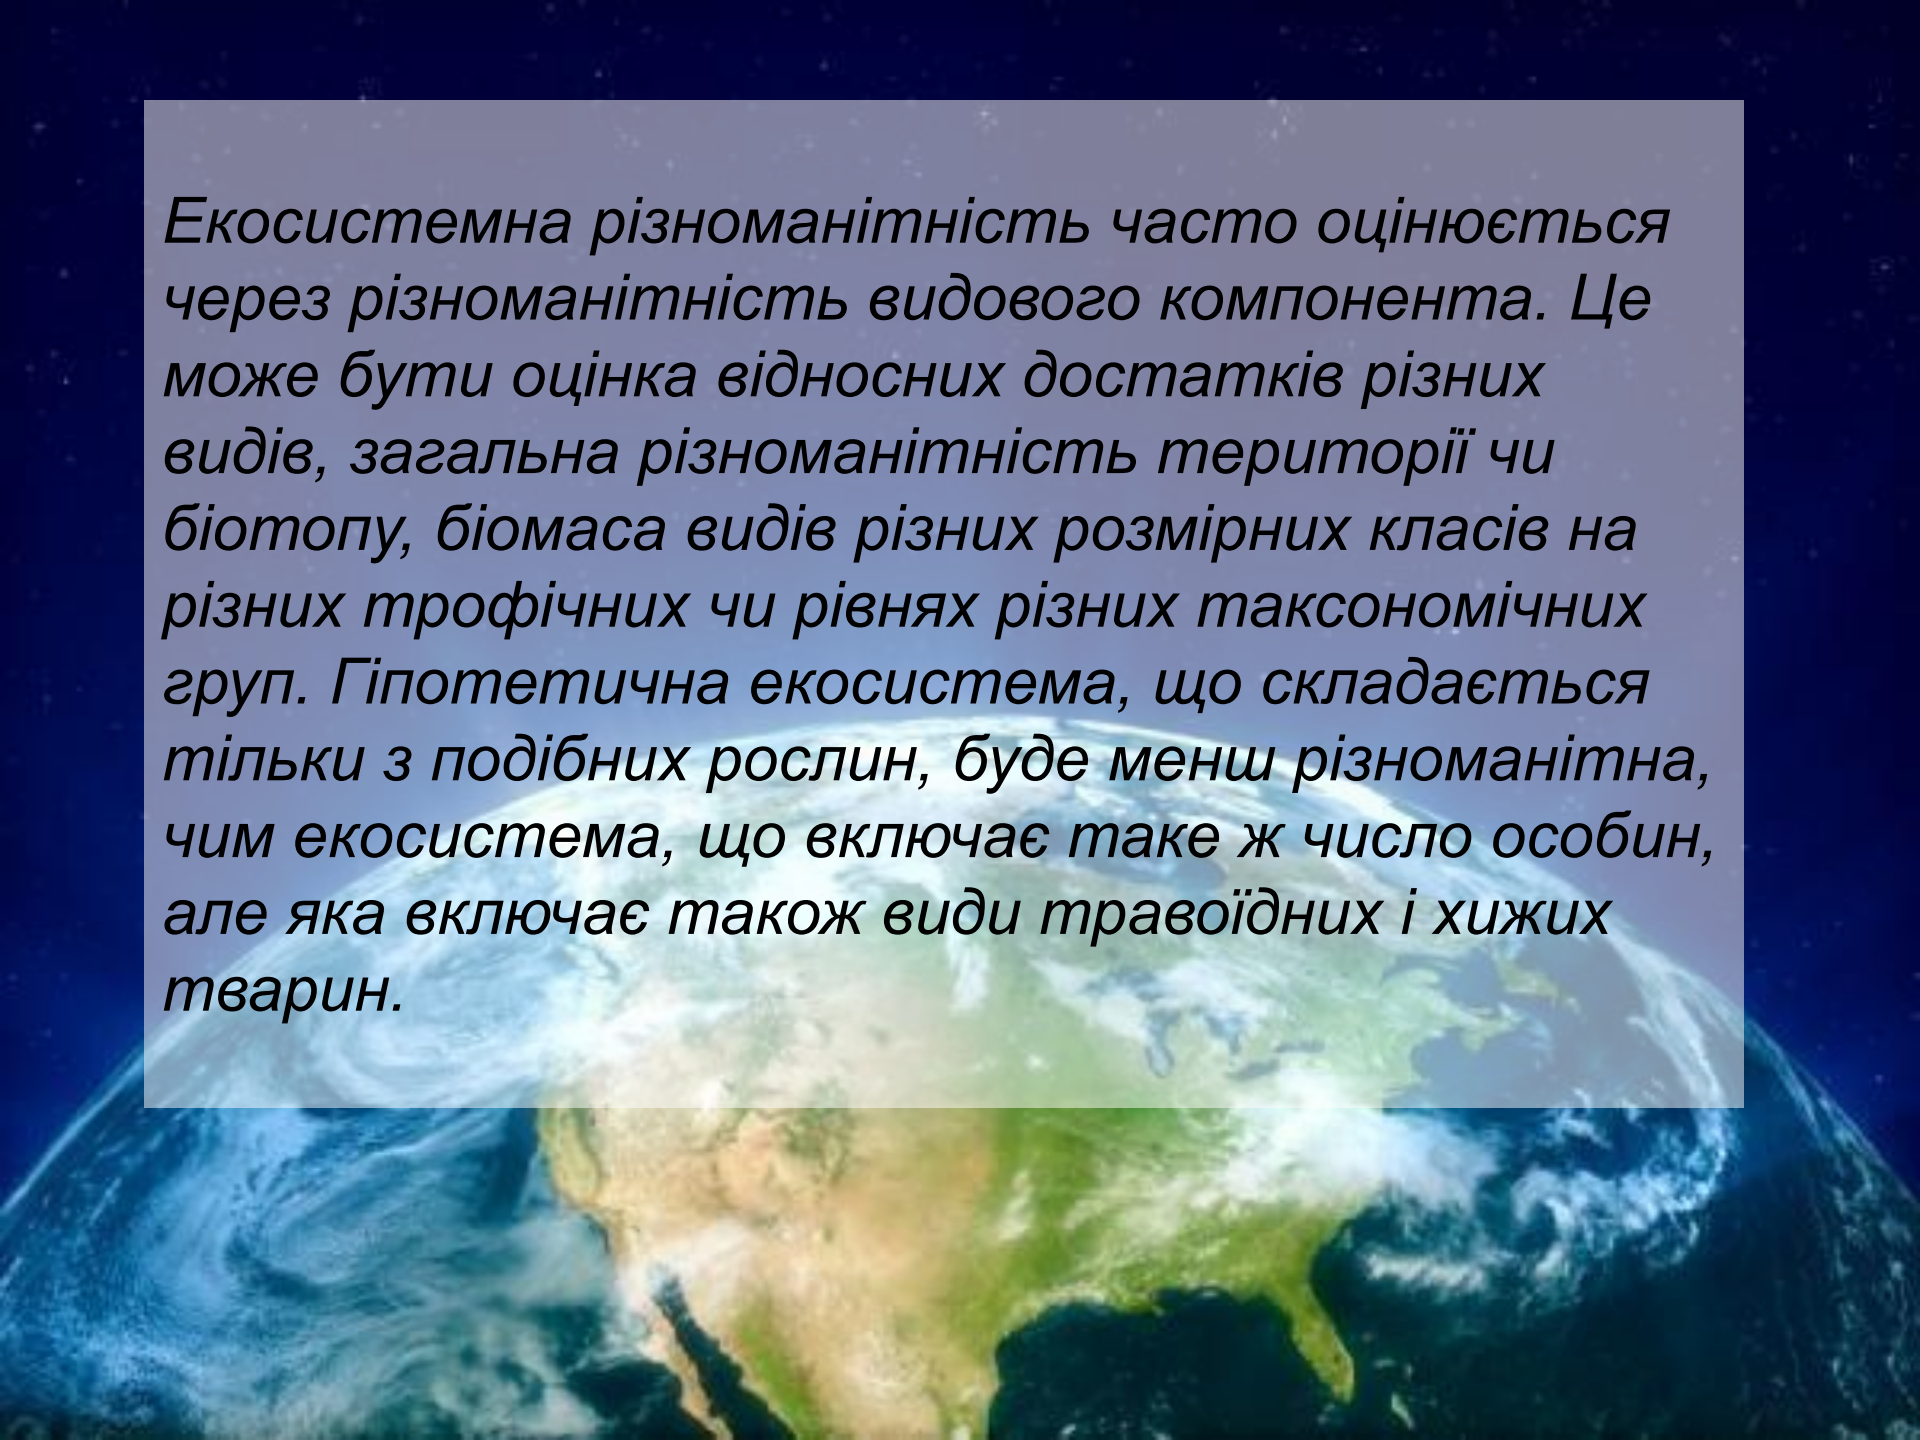 Екосистемна різноманітність часто оцінюється
через різноманітність видового компонента. Це
може бути оцінка відносних достатків різних
видів, загальна різноманітність території чи
біотопу, біомаса видів різних розмірних класів на
різних трофічних чи рівнях різних таксономічних
груп. Гіпотетична екосистема, що складається
тільки з подібних рослин, буде менш різноманітна,
чим екосистема, що включає таке ж число особин,
але яка включає також види травоїдних і хижих
тварин.